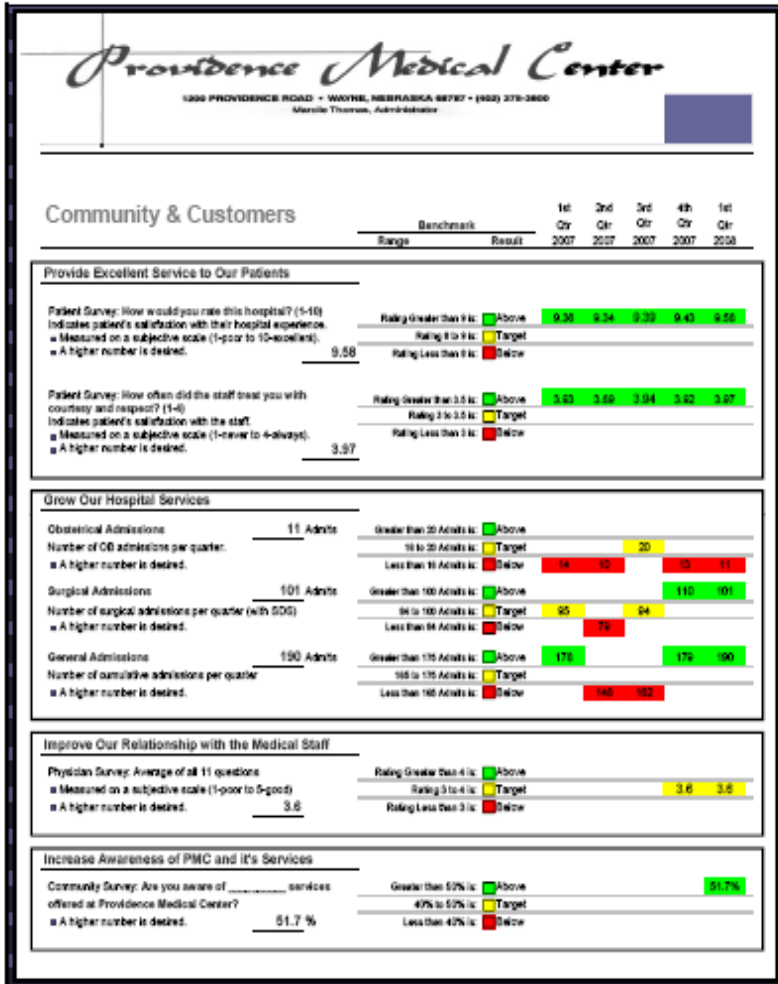 Providence Medical Center
1200 PROVIDENCE ROAD • WAYNE, NEBRASKA 68787 • (402) 375-3800
Marcile Thomas, Administrator
Community & Customers
Benchmark
Range Result
1st Qtr 2007
2nd Qtr 2007
3rd Qtr 2007
4th Qtr 2007
1st Qtr 2008
Provide Excellent Service to Our Patients
Patient Survey: How would you rate this hospital? (1-10)
Indicates patient's satisfaction with their hospital experience.
Measured on a subjective scale (1-poor to 10-excellent).
A higher number is desired. 9.58
Rating Greater than 9 is: Above 9.36 9.34 9.39 9.43 9.58
Rating 8 to 9 is: Target
Rating Less than 8 is: Below
Patient Survey: How often did the staff treat you with
courtesy and respect? (1-4)
Indicates patient's satisfaction with the staff.
Measured on a subjective scale (1-never to 4-always).
A higher number is desired. 3.97
Rating Greater than 3.5 is: Above 3.93 3.89 3.94 3.92 3.97
Rating 3 to 3.5 is: Target
Rating Less than 3 is: Below
Grow Our Hospital Services
Obstetrical Admissions 11 Admits Greater than 20 Admits is: Above
Number of OB admissions per quarter. 16 to 20 Admits is: Target 20
A higher number is desired. Less than 16 Admits is: Below 14 10 13 11
Surgical Admissions 101 Admits Greater than 100 Admits is: Above 110 101
Number of surgical admissions per quarter (with SDS) 84 to 100 Admits is: Target 95 94
A higher number is desired. Less than 84 Admits is: Below 79
General Admissions 190 Admits Greater than 175 Admits is: Above 178 179 190
Number of cumulative admissions per quarter 165 to 175 Admits is: Target
A higher number is desired. Less than 165 Admits is: Below 148 162
Improve Our Relationship with the Medical Staff
Physician Survey: Average of all 11 questions Rating Greater than 4 is: Above
Measured on a subjective scale (1-poor to 5-good) Rating 3 to 4 is: Target 3.6 3.6
A higher number is desired. 3.6 Rating Less than 3 is: Below
Increase Awareness of PMC and it's Services
Community Survey: Are you aware of __________ services Greater than 50% is: Above 51.7%
offered at Providence Medical Center? 40% to 50% is: Target
A higher number is desired. 51.7 % Less than 40% is: Below